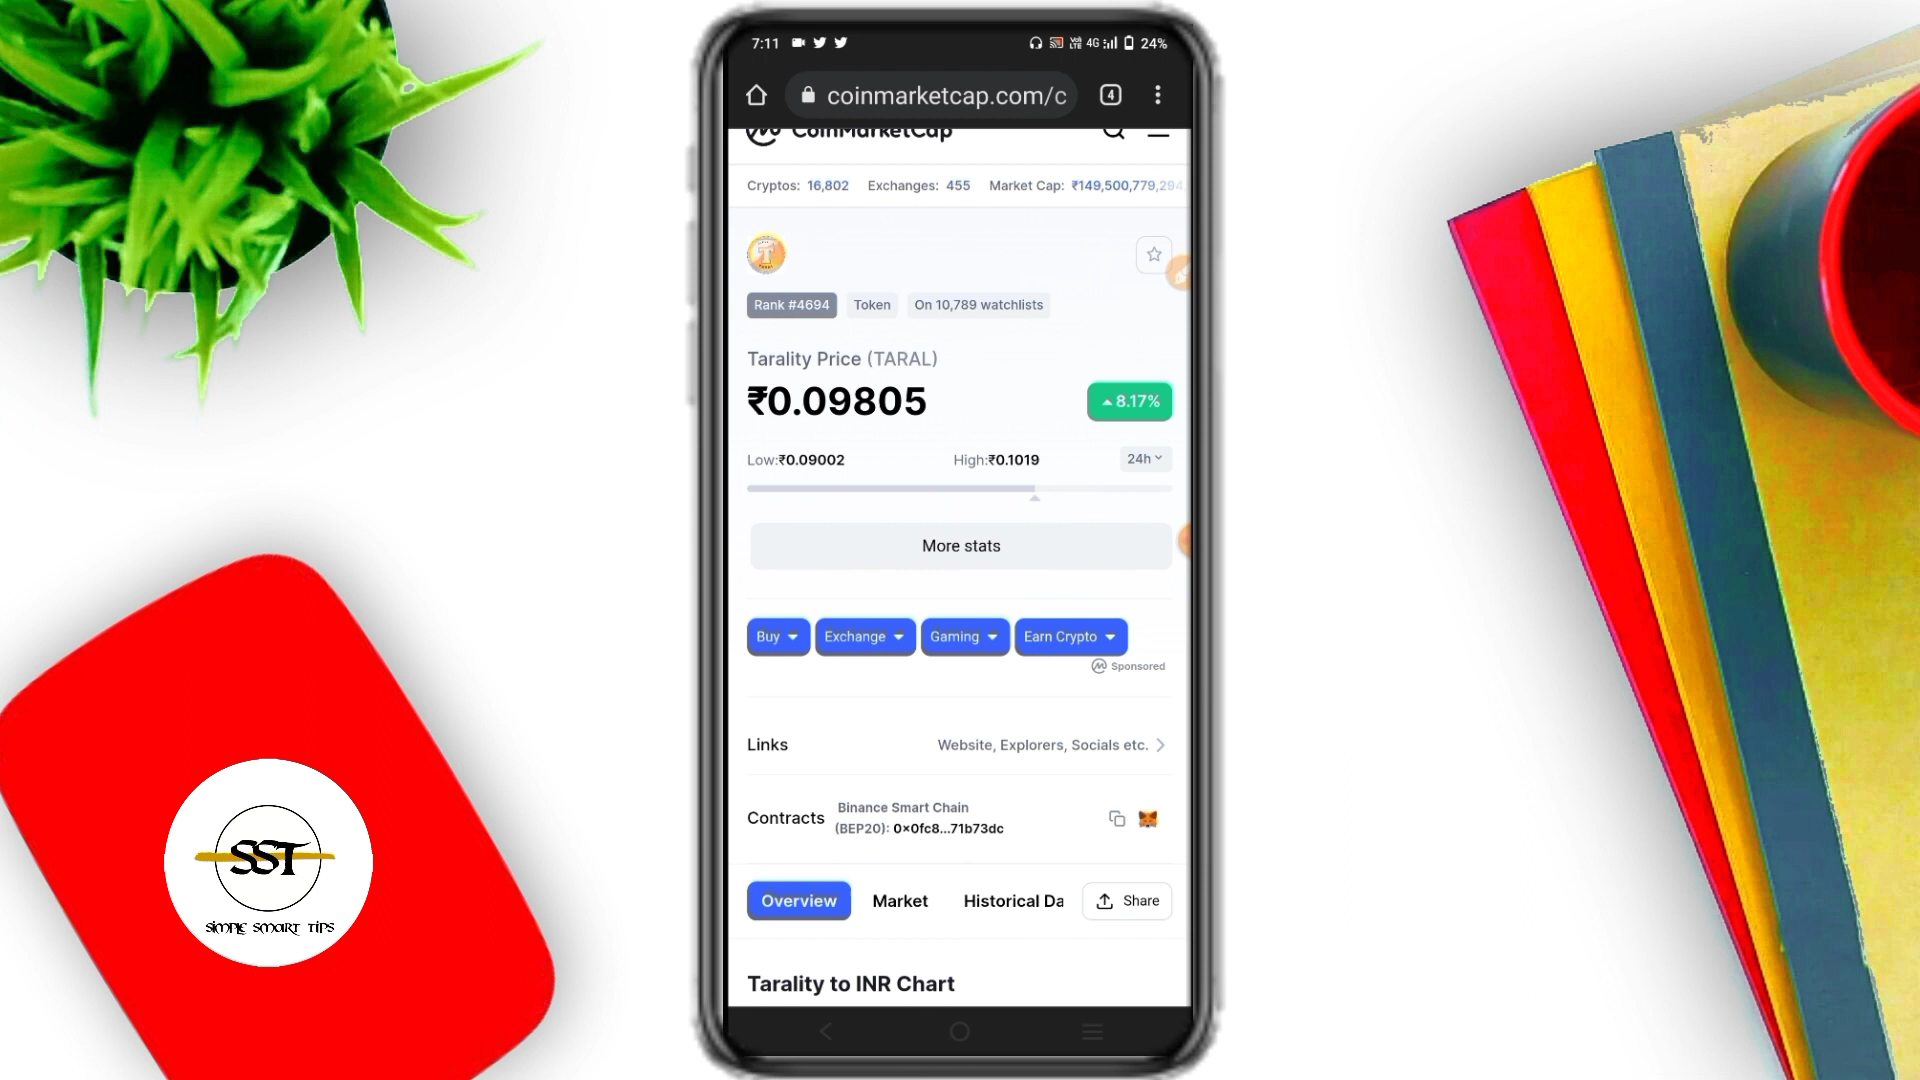 7:11
4G
24%
coinmarketcap.com/c
4
CoinMarketCap
Cryptos: 16,802 Exchanges: 455 Market Cap: ₹149,500,779,294
Rank #4694
Token
On 10,789 watchlists
Tarality Price (TARAL)
₹0.09805
8.17%
Low:₹0.09002
High:₹0.1019
24h
More stats
Buy
Exchange
Gaming
Earn Crypto
Sponsored
Links
Website, Explorers, Socials etc.
Contracts
Binance Smart Chain
(BEP20): 0x0fc8...71b73dc
Overview
Market
Historical Da
Share
Tarality to INR Chart
SST
SIMPLE SMART TIPS